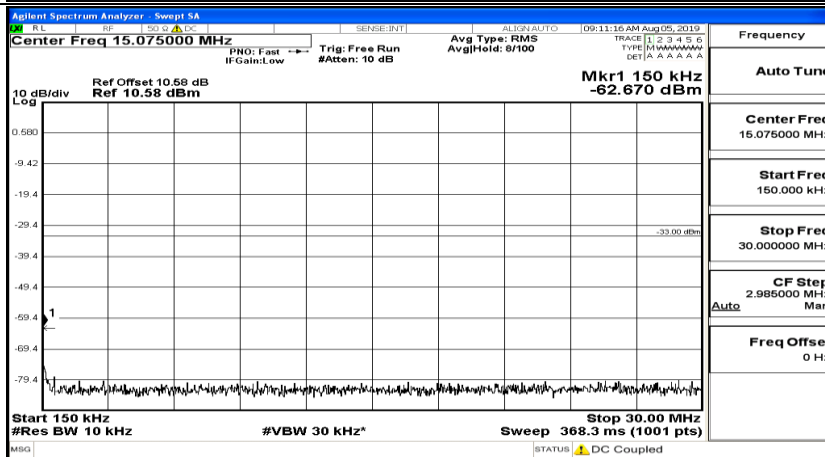 Agilent Spectrum Analyzer - Swept SA
LXI RL RF 50 Ω DC SENSE:INT ALIGN AUTO 09:11:16 AM Aug 05, 2019
Center Freq 15.075000 MHz
PNO: Fast
IFGain:Low
Trig: Free Run
#Atten: 10 dB
Avg Type: RMS
Avg|Hold: 8/100
TRACE 1 2 3 4 5 6
TYPE M WWWWW
DET A A A A A A
Frequency
Auto Tune
Mkr1 150 kHz
-62.670 dBm
Ref Offset 10.58 dB
10 dB/div Ref 10.58 dBm
Log
0.580
-9.42
-19.4
-29.4
-39.4
-49.4
-59.4
-69.4
-79.4
-33.00 dBm
1
Center Freq
15.075000 MHz
Start Freq
150.000 kHz
Stop Freq
30.000000 MHz
CF Step
2.985000 MHz
Auto Man
Freq Offset
0 Hz
Start 150 kHz Stop 30.00 MHz
#Res BW 10 kHz #VBW 30 kHz* Sweep 368.3 ms (1001 pts)
MSG STATUS DC Coupled